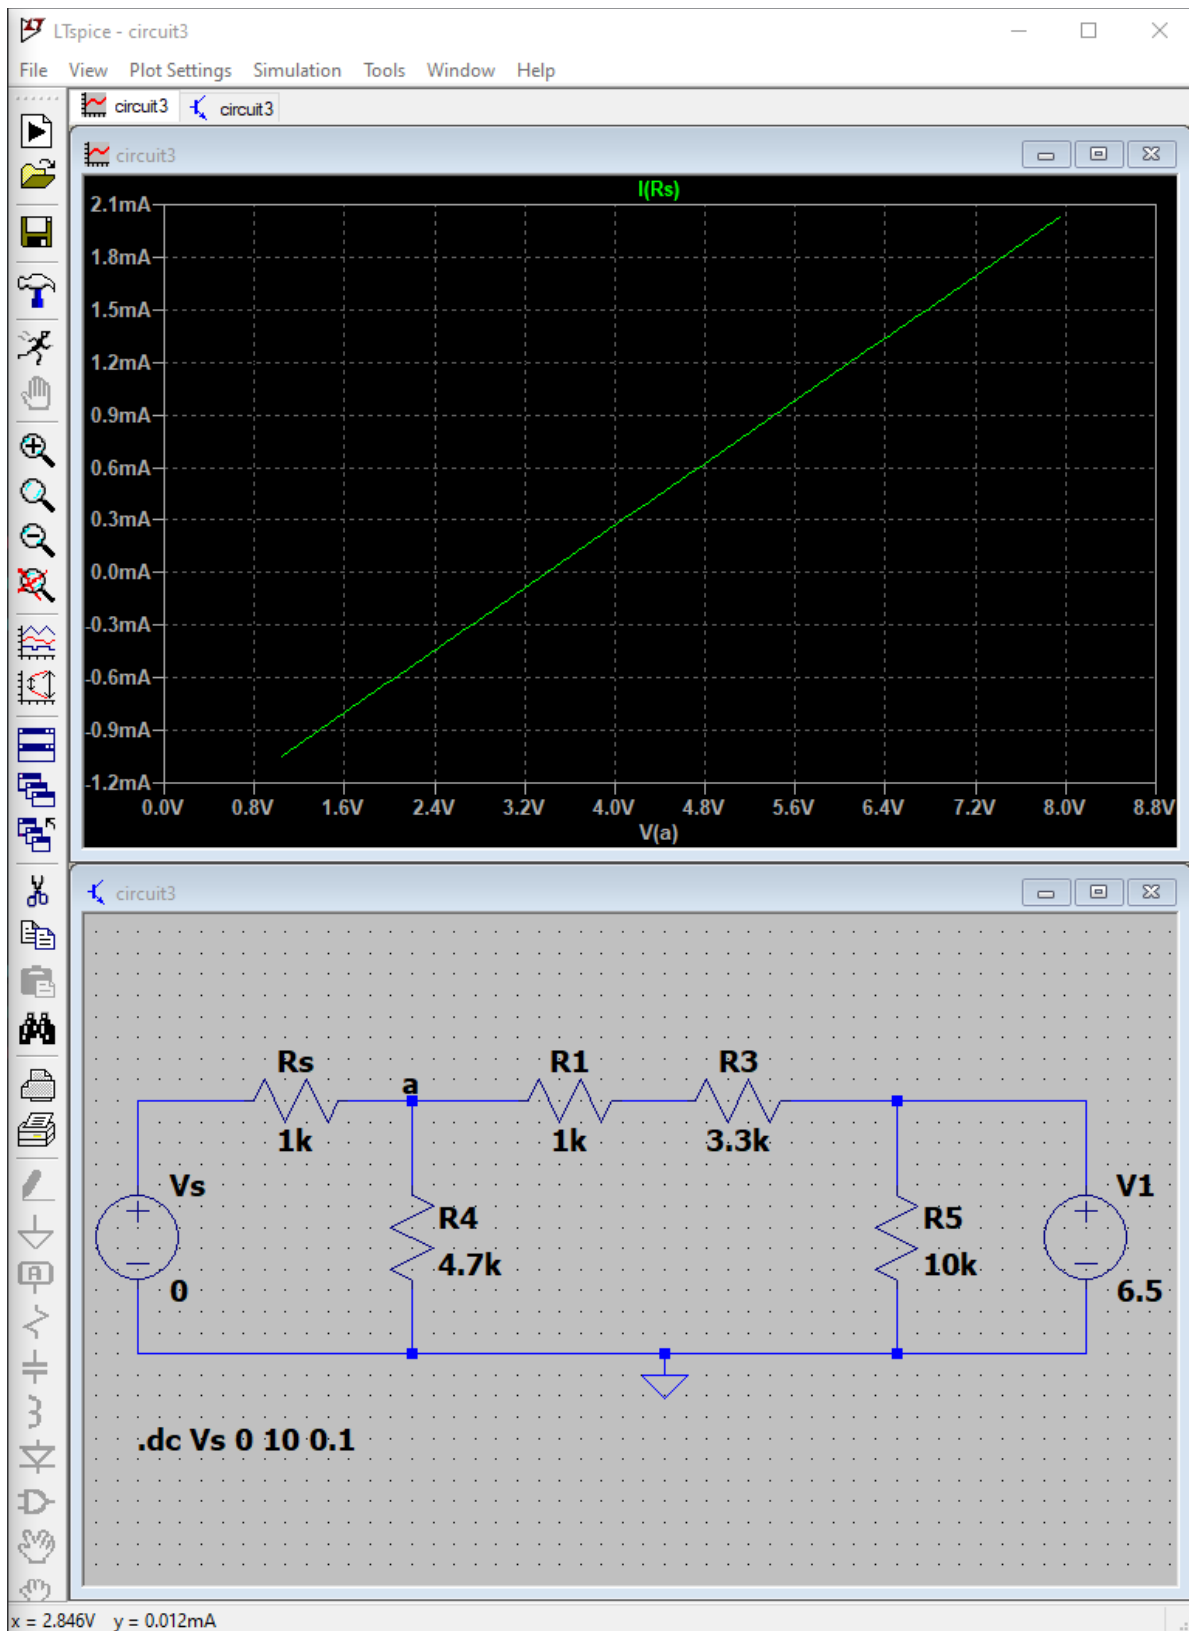 LTspice - circuit3
File View Plot Settings Simulation Tools Window Help
circuit3 circuit3
circuit3
I(Rs)
2.1mA
1.8mA
1.5mA
1.2mA
0.9mA
0.6mA
0.3mA
0.0mA
-0.3mA
-0.6mA
-0.9mA
-1.2mA
0.0V 0.8V 1.6V 2.4V 3.2V 4.0V 4.8V 5.6V 6.4V 7.2V 8.0V 8.8V
V(a)
circuit3
Rs a R1 R3
1k 1k 3.3k
Vs V1
R4 R5
4.7k 10k
0 6.5
.dc Vs 0 10 0.1
x = 2.846V y = 0.012mA